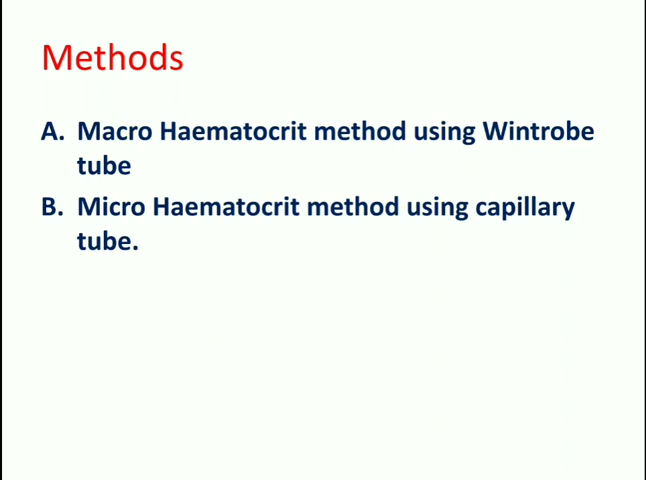 Methods
A. Macro Haematocrit method using Wintrobe
tube
B. Micro Haematocrit method using capillary
tube.